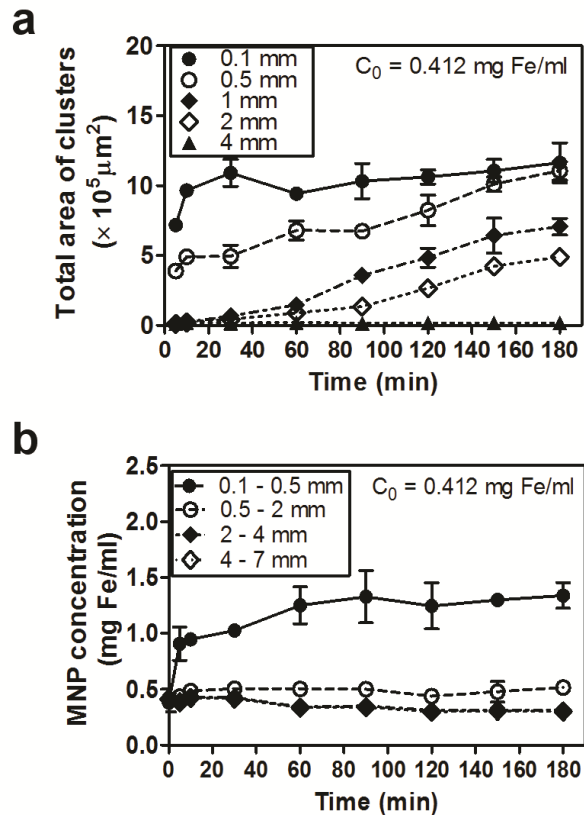 a
Total area of clusters
(× 10⁵μm²)
20
15
10
5
0
0.1 mm
0.5 mm
1 mm
2 mm
4 mm
C₀ = 0.412 mg Fe/ml
0 20 40 60 80 100 120 140 160 180
Time (min)
b
MNP concentration
(mg Fe/ml)
2.5
2.0
1.5
1.0
0.5
0.0
0.1 - 0.5 mm
0.5 - 2 mm
2 - 4 mm
4 - 7 mm
C₀ = 0.412 mg Fe/ml
0 20 40 60 80 100 120 140 160 180
Time (min)